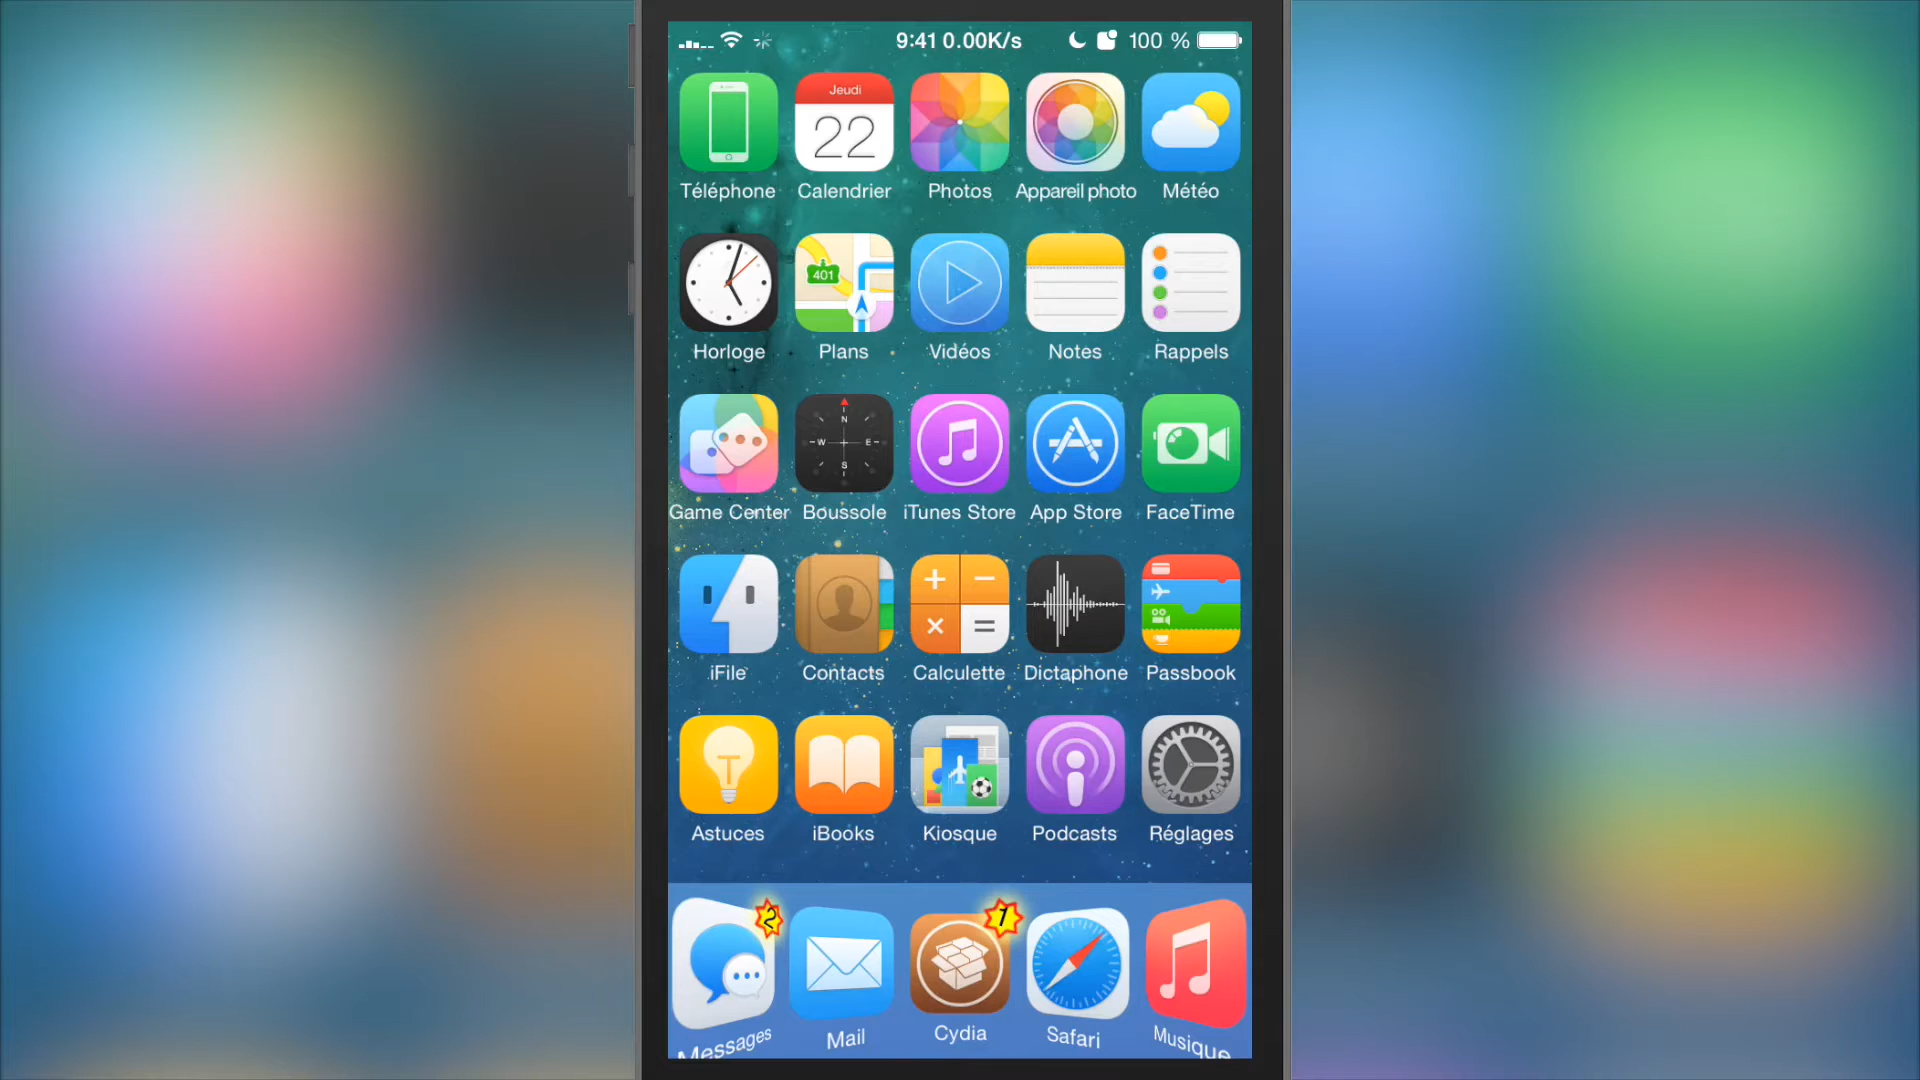 9:41 0.00K/s 100 %
Jeudi
22
Téléphone Calendrier Photos Appareil photo Météo
401
Horloge Plans Vidéos Notes Rappels
N
W E
S
Game Center Boussole iTunes Store App Store FaceTime
iFile Contacts Calculette Dictaphone Passbook
Astuces iBooks Kiosque Podcasts Réglages
2 1
Messages Mail Cydia Safari Musique